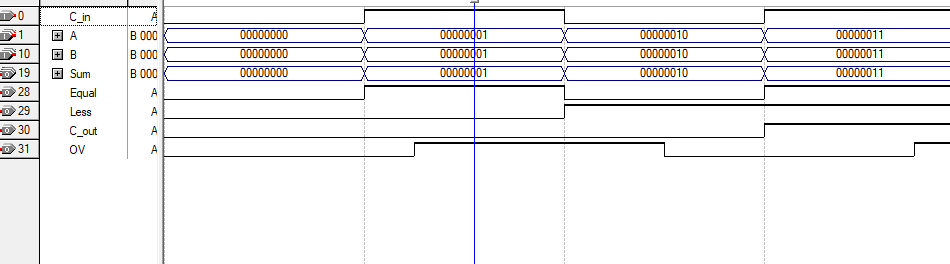 0 C_in A
1 A B 000 00000000 00000001 00000010 00000011
10 B B 000 00000000 00000001 00000010 00000011
19 Sum B 000 00000000 00000001 00000010 00000011
28 Equal A
29 Less A
30 C_out A
31 OV A